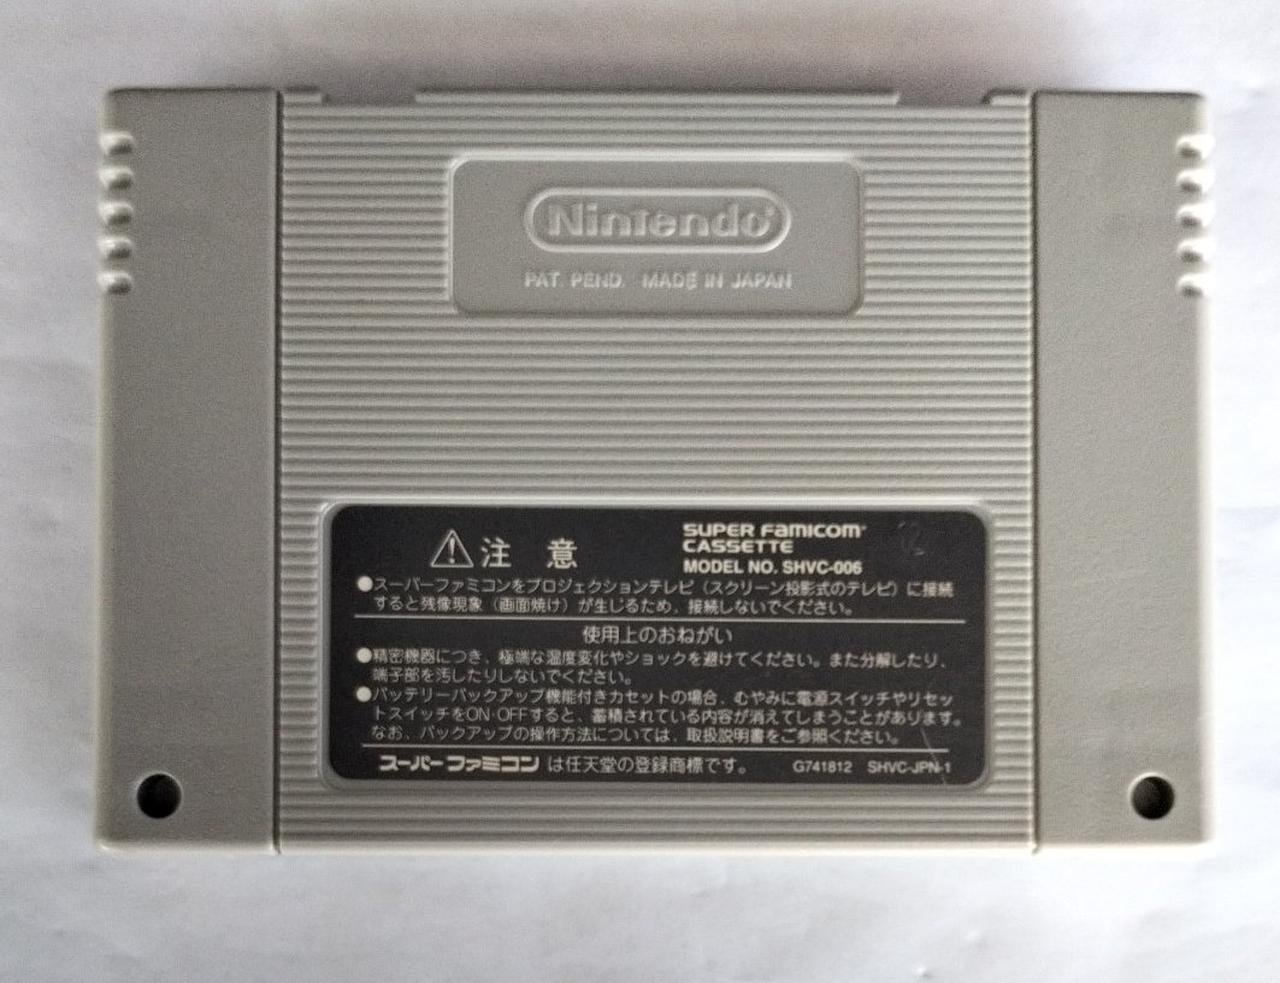 Nintendo
PAT. PEND. MADE IN JAPAN
注 意
SUPER FAMICOM
CASSETTE
MODEL NO. SHVC-006
●スーパーファミコンをプロジェクションテレビ（スクリーン投影式のテレビ）に接続
すると残像現象（画面焼け）が生じるため、接続しないでください。
使用上のおねがい
●精密機器につき、極端な温度変化やショックを避けてください。また分解したり、
端子部を汚したりしないでください。
●バッテリーバックアップ機能付きカセットの場合、むやみに電源スイッチやリセッ
トスイッチをON·OFFすると、蓄積されている内容が消えてしまうことがあります。
なお、バックアップの操作方法については、取扱説明書をご参照ください。
スーパーファミコン は任天堂の登録商標です。 G741812 SHVC-JPN-1